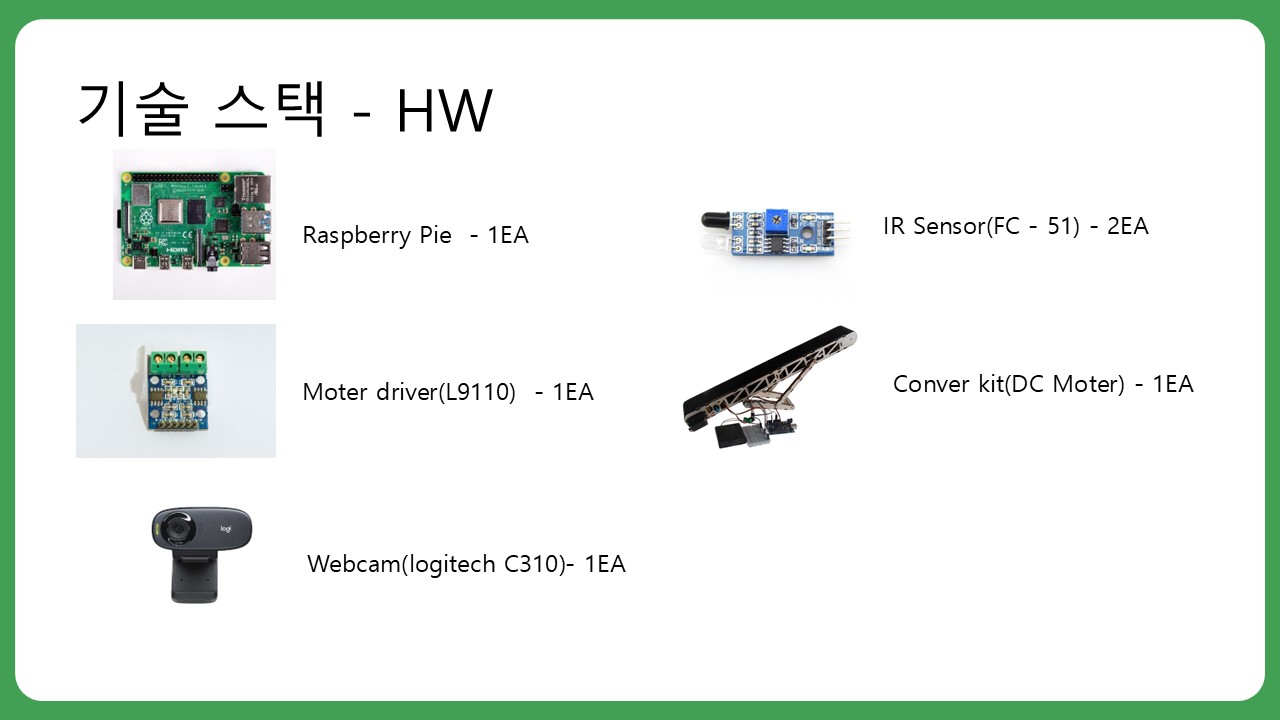 기술 스택 - HW
Raspberry Pie - 1EA
IR Sensor(FC - 51) - 2EA
Moter driver(L9110) - 1EA
Conver kit(DC Moter) - 1EA
logi
Webcam(logitech C310)- 1EA